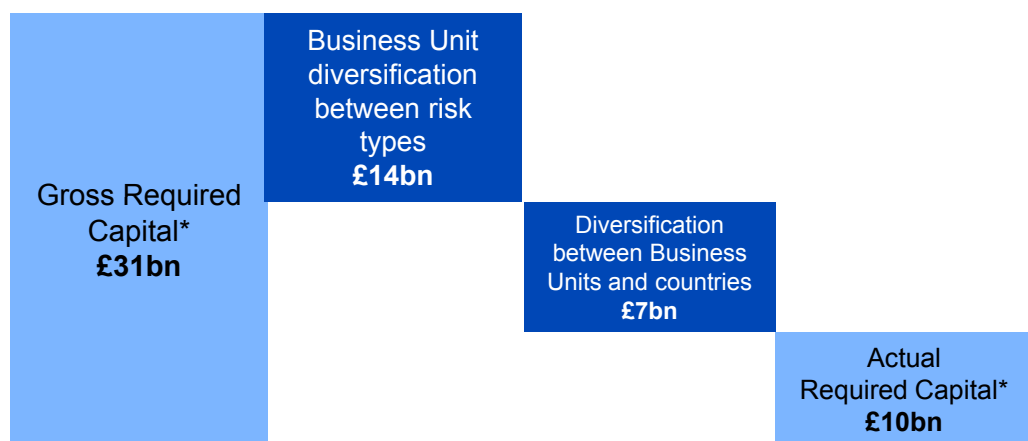 Gross Required
Capital*
£31bn
Business Unit
diversification
between risk
types
£14bn
Diversification
between Business
Units and countries
£7bn
Actual
Required Capital*
£10bn